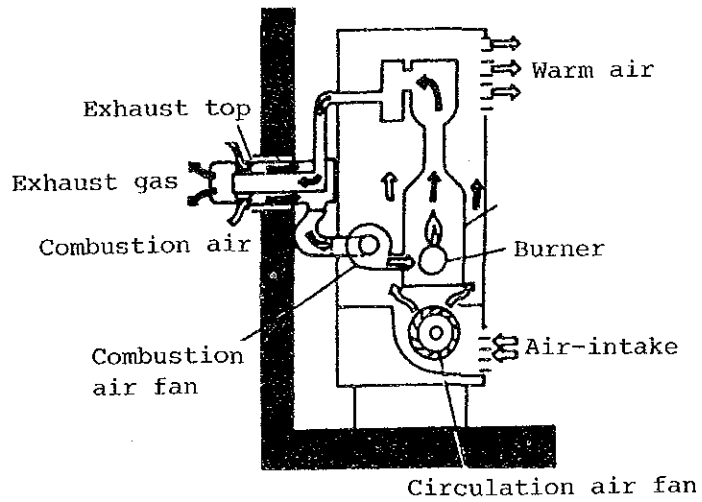 Warm air
Exhaust top
Exhaust gas
Combustion air
Burner
Combustion
air fan
Air-intake
Circulation air fan